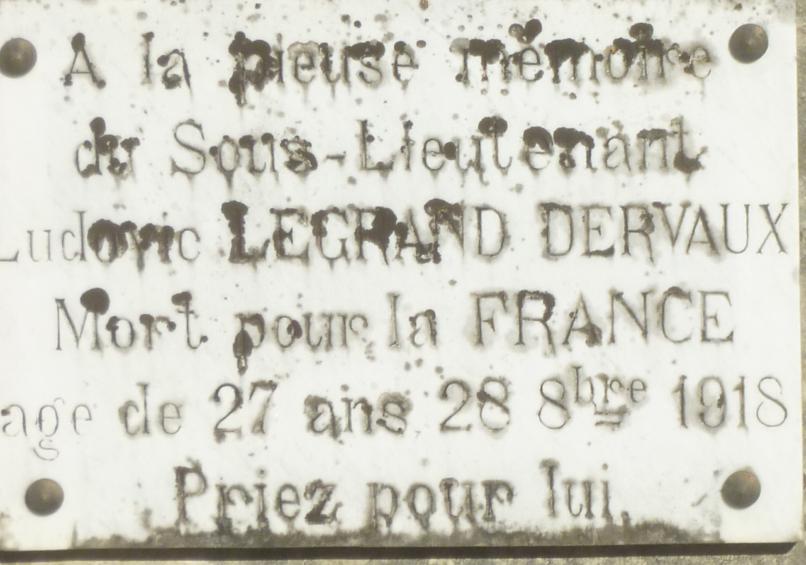 A la pieuse mémoire
du Sous-Lieutenant
Ludovic LEGRAND DERVAUX
Mort pour la FRANCE
age de 27 ans 28 8bre 1918
Priez pour lui.